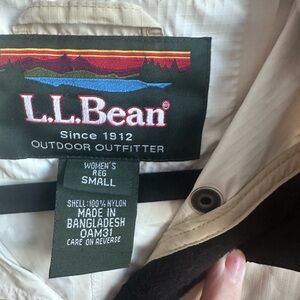 L.L.Bean®
Since 1912
OUTDOOR OUTFITTER
WOMEN'S
REG
SMALL
SHELL: 100% NYLON
MADE IN
BANGLADESH
OAM31
CARE ON REVERSE